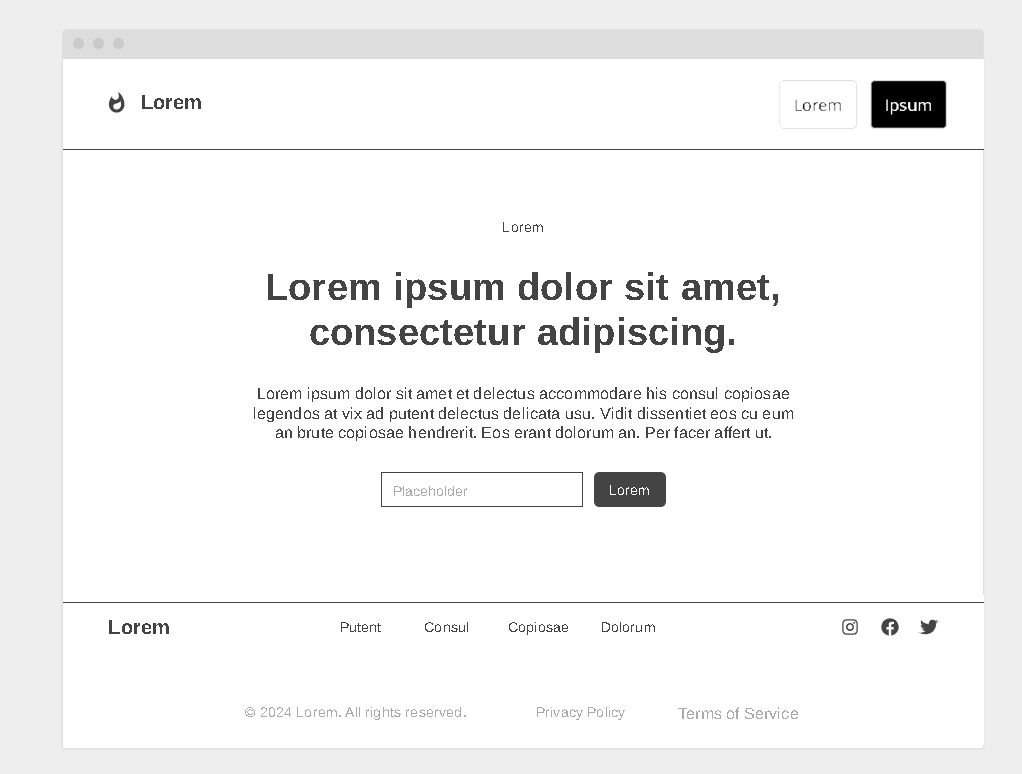 Lorem
Lorem
Ipsum
Lorem
Lorem ipsum dolor sit amet,
consectetur adipiscing.
Lorem ipsum dolor sit amet et delectus accommodare his consul copiosae
legendos at vix ad putent delectus delicata usu. Vidit dissentiet eos cu eum
an brute copiosae hendrerit. Eos erant dolorum an. Per facer affert ut.
Placeholder
Lorem
Lorem
Putent
Consul
Copiosae
Dolorum
© 2024 Lorem. All rights reserved.
Privacy Policy
Terms of Service